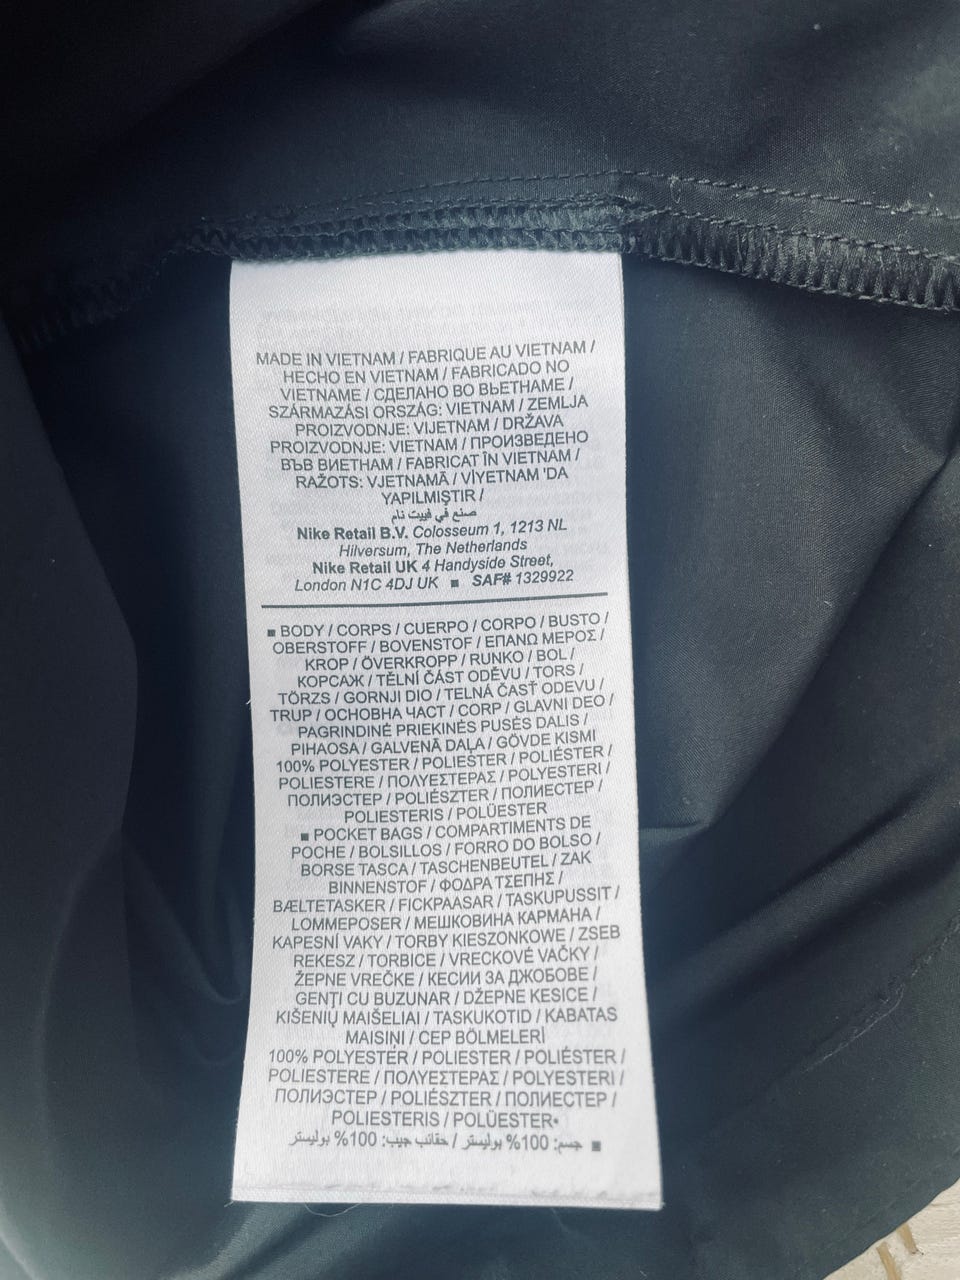 MADE IN VIETNAM / FABRIQUE AU VIETNAM /
HECHO EN VIETNAM / FABRICADO NO
VIETNAME / СДЕЛАНО ВО ВЬЕТНАМЕ /
SZÁRMAZÁSI ORSZÁG: VIETNAM / ZEMLJA
PROIZVODNJE: VIJETNAM / DRŽAVA
PROIZVODNJE: VIETNAM / ПРОИЗВЕДЕНО
ВЪВ ВИЕТНАМ / FABRICAT ÎN VIETNAM /
RAŽOTS: VJETNAMĀ / VİYETNAM 'DA
YAPILMIŞTIR /
صنع في فييت نام
Nike Retail B.V. Colosseum 1, 1213 NL
Hilversum, The Netherlands
Nike Retail UK 4 Handyside Street,
London N1C 4DJ UK ■ SAF# 1329922
■ BODY / CORPS / CUERPO / CORPO / BUSTO /
OBERSTOFF / BOVENSTOF / ΕΠΑΝΩ ΜΕΡΟΣ /
KROP / ÖVERKROPP / RUNKO / BOL /
КОРСАЖ / TĚLNÍ ČÁST ODĚVU / TORS /
TÖRZS / GORNJI DIO / TELNÁ ČASŤ ODEVU /
TRUP / ОСНОВНА ЧАСТ / CORP / GLAVNI DEO /
PAGRINDINĖ PRIEKINĖS PUSĖS DALIS /
PIHAOSA / GALVENĀ DAĻA / GÖVDE KISMI
100% POLYESTER / POLIESTER / POLIÉSTER /
POLIESTERE / ΠΟΛΥΕΣΤΕΡΑΣ / POLYESTERI /
ПОЛИЭСТЕР / POLIÉSZTER / ПОЛИЕСТЕР /
POLIESTERIS / POLÜESTER
■ POCKET BAGS / COMPARTIMENTS DE
POCHE / BOLSILLOS / FORRO DO BOLSO /
BORSE TASCA / TASCHENBEUTEL / ZAK
BINNENSTOF / ΦΟΔΡΑ ΤΣΕΠΗΣ /
BÆLTETASKER / FICKPAASAR / TASKUPUSSIT /
LOMMEPOSER / МЕШКОВИНА КАРМАНА /
KAPESNÍ VAKY / TORBY KIESZONKOWE / ZSEB
REKESZ / TORBICE / VRECKOVÉ VAČKY /
ŽEPNE VREČKE / КЕСИИ ЗА ДЖОБОВЕ /
GENȚI CU BUZUNAR / DŽEPNE KESICE /
KIŠENIŲ MAIŠELIAI / TASKUKOTID / KABATAS
MAISIŅI / CEP BÖLMELERİ
100% POLYESTER / POLIESTER / POLIÉSTER /
POLIESTERE / ΠΟΛΥΕΣΤΕΡΑΣ / POLYESTERI /
ПОЛИЭСТЕР / POLIÉSZTER / ПОЛИЕСТЕР /
POLIESTERIS / POLÜESTER•
■ جسم: 100% بوليستر / حقائب جيب: 100% بوليستر